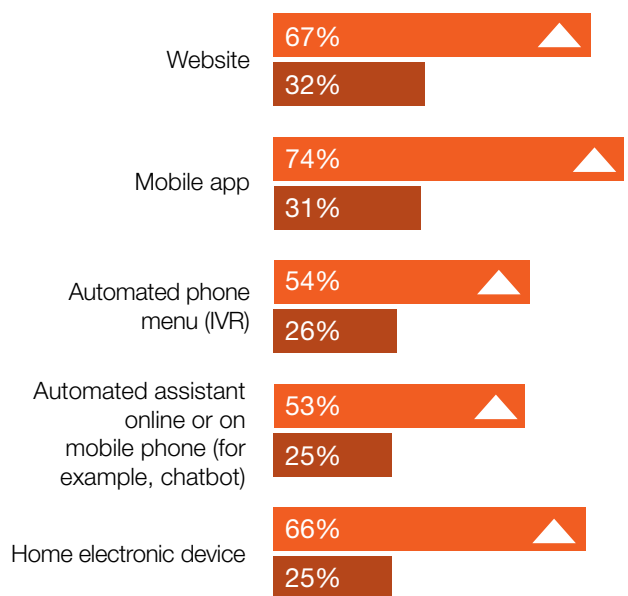 67%
Website
32%
74%
Mobile app
31%
54%
Automated phone
menu (IVR)
26%
Automated assistant
online or on
mobile phone (for
example, chatbot)
53%
25%
66%
Home electronic device
25%